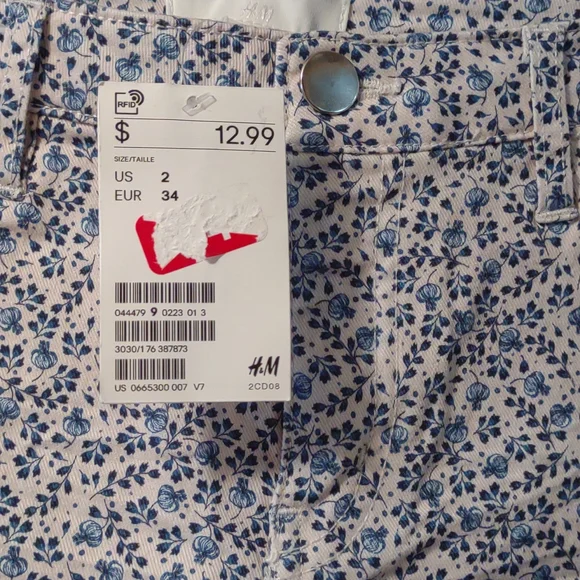 H&M
RFID
$ 12.99
SIZE/TAILLE
US 2
EUR 34
044479 9 0223 01 3
3030/176 387873
H&M
US 0665300 007 V7 2CD08